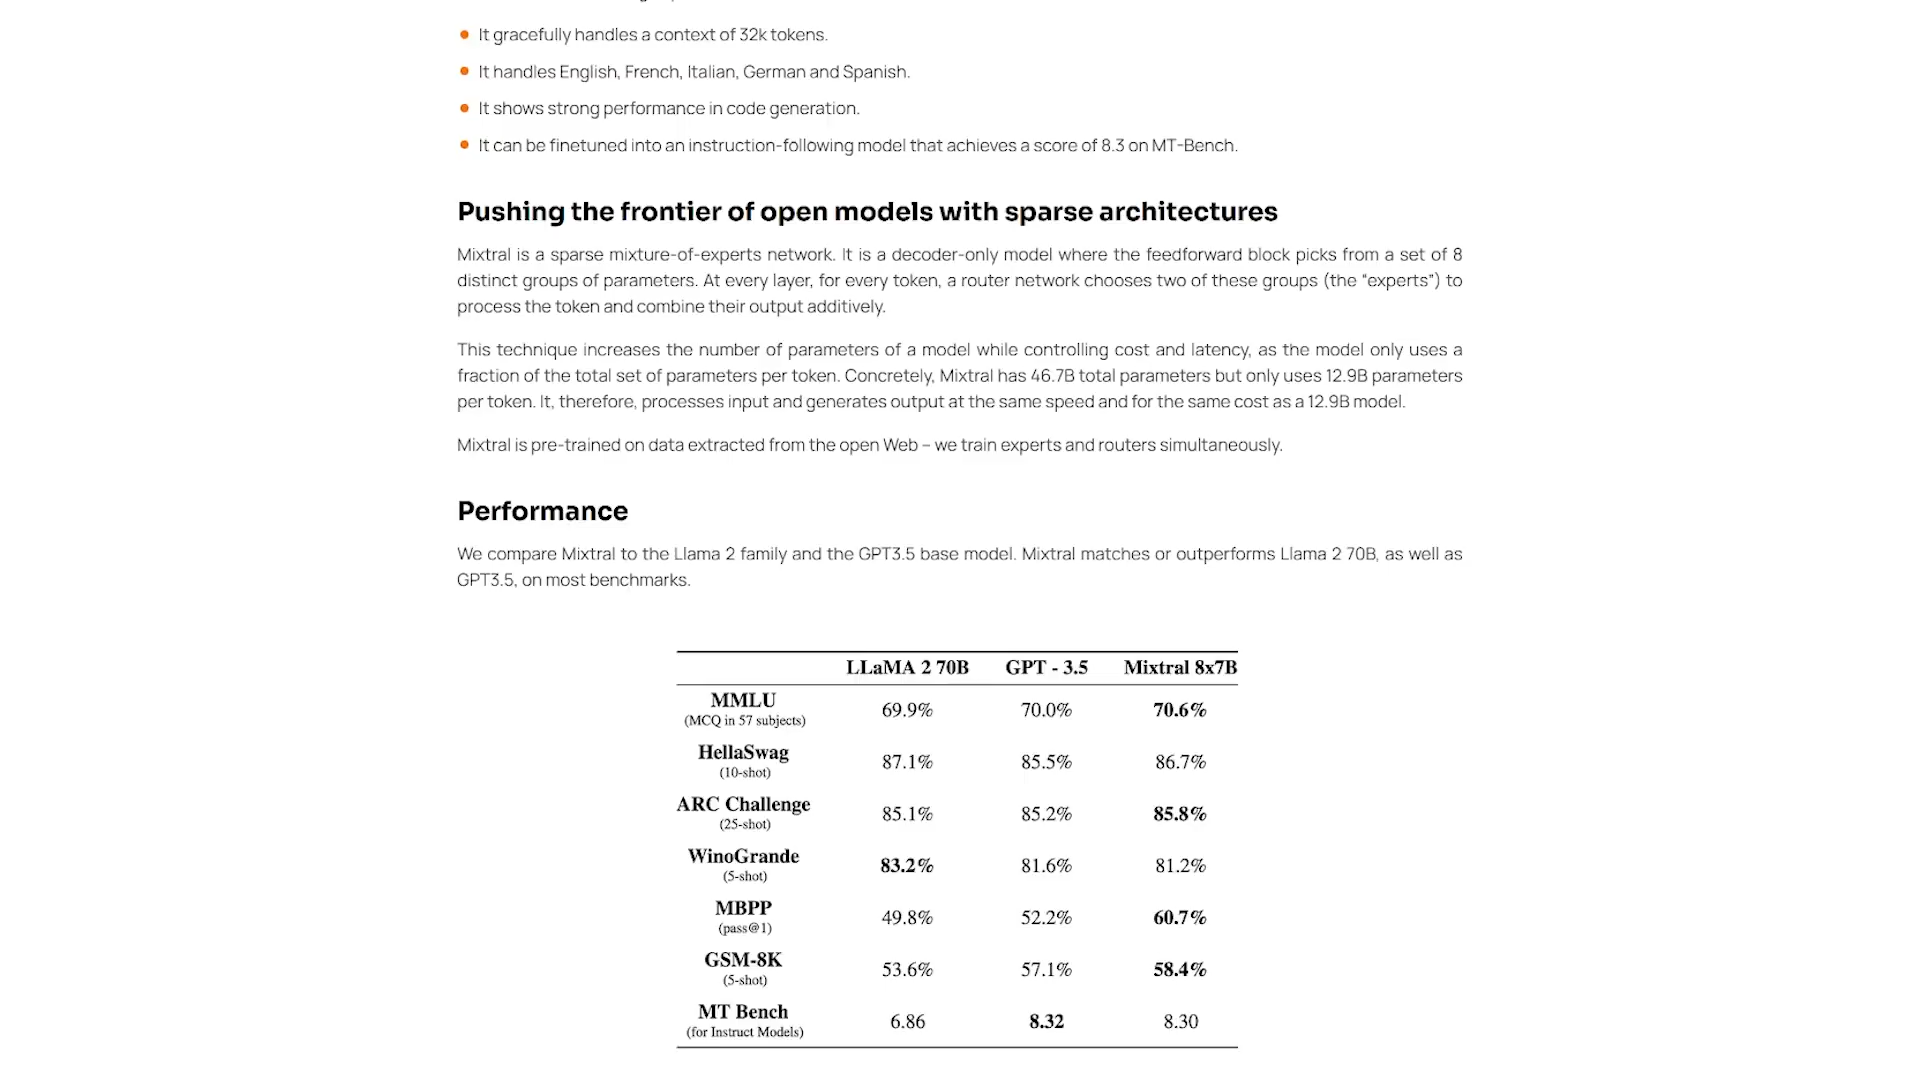 It gracefully handles a context of 32k tokens.
It handles English, French, Italian, German and Spanish.
It shows strong performance in code generation.
It can be finetuned into an instruction-following model that achieves a score of 8.3 on MT-Bench.
Pushing the frontier of open models with sparse architectures
Mixtral is a sparse mixture-of-experts network. It is a decoder-only model where the feedforward block picks from a set of 8
distinct groups of parameters. At every layer, for every token, a router network chooses two of these groups (the “experts”) to
process the token and combine their output additively.
This technique increases the number of parameters of a model while controlling cost and latency, as the model only uses a
fraction of the total set of parameters per token. Concretely, Mixtral has 46.7B total parameters but only uses 12.9B parameters
per token. It, therefore, processes input and generates output at the same speed and for the same cost as a 12.9B model.
Mixtral is pre-trained on data extracted from the open Web – we train experts and routers simultaneously.
Performance
We compare Mixtral to the Llama 2 family and the GPT3.5 base model. Mixtral matches or outperforms Llama 2 70B, as well as
GPT3.5, on most benchmarks.
LLaMA 2 70B GPT - 3.5 Mixtral 8x7B
MMLU
(MCQ in 57 subjects) 69.9% 70.0% 70.6%
HellaSwag
(10-shot) 87.1% 85.5% 86.7%
ARC Challenge
(25-shot) 85.1% 85.2% 85.8%
WinoGrande
(5-shot) 83.2% 81.6% 81.2%
MBPP
(pass@1) 49.8% 52.2% 60.7%
GSM-8K
(5-shot) 53.6% 57.1% 58.4%
MT Bench
(for Instruct Models) 6.86 8.32 8.30